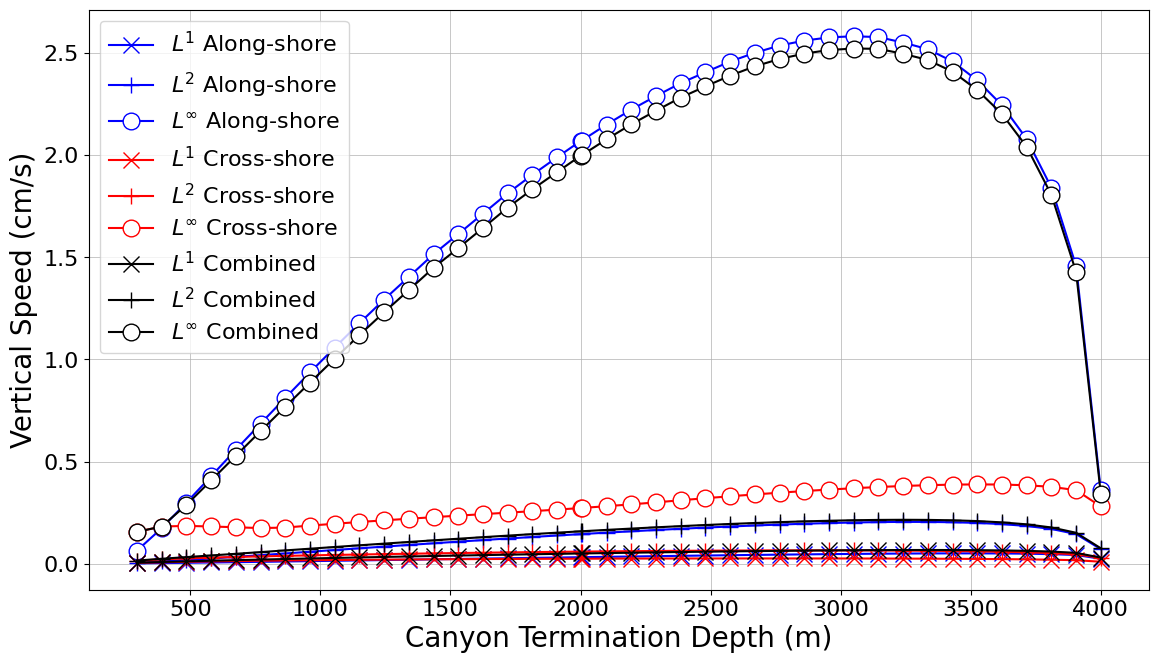 Vertical Speed (cm/s)
2.5
2.0
1.5
1.0
0.5
0.0
L¹ Along-shore
L² Along-shore
L∞ Along-shore
L¹ Cross-shore
L² Cross-shore
L∞ Cross-shore
L¹ Combined
L² Combined
L∞ Combined
500 1000 1500 2000 2500 3000 3500 4000
Canyon Termination Depth (m)